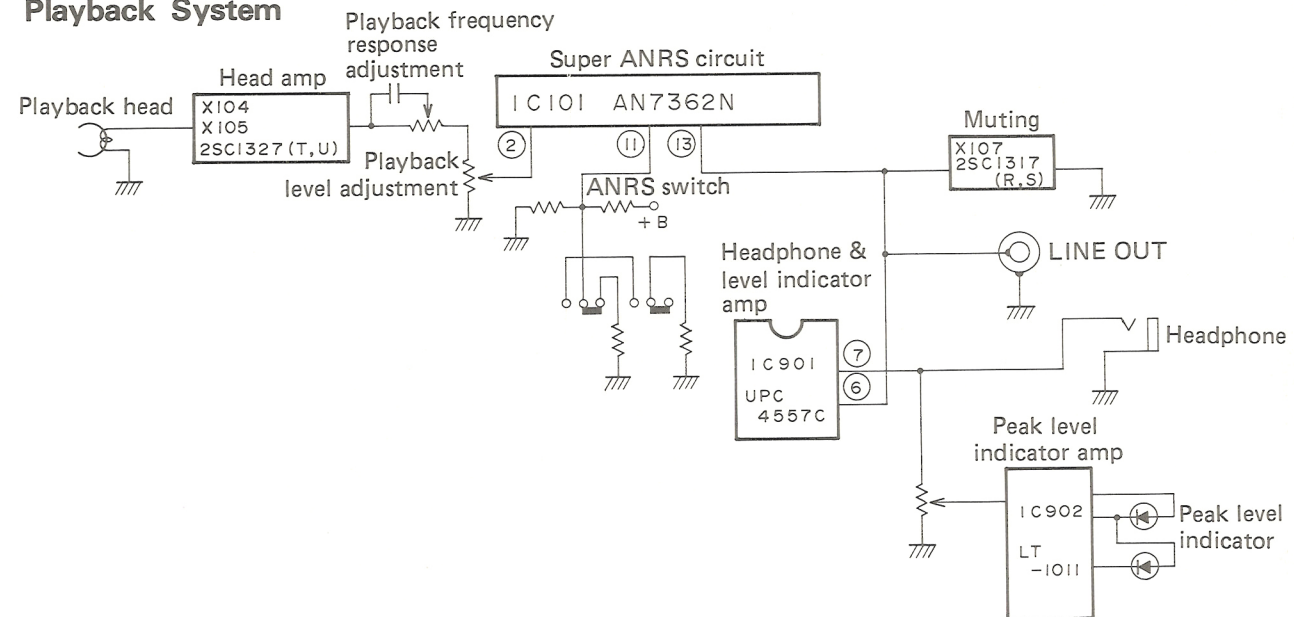 Playback System
Playback frequency
response
adjustment
Head amp
Super ANRS circuit
Playback head
X104
X105
2SC1327(T,U)
IC101 AN7362N
2
11
13
Muting
X107
2SC1317
(R,S)
Playback
level adjustment
ANRS switch
+B
Headphone &
level indicator
amp
LINE OUT
IC901
UPC
4557C
7
6
Headphone
Peak level
indicator amp
IC902
LT
-1011
Peak level
indicator